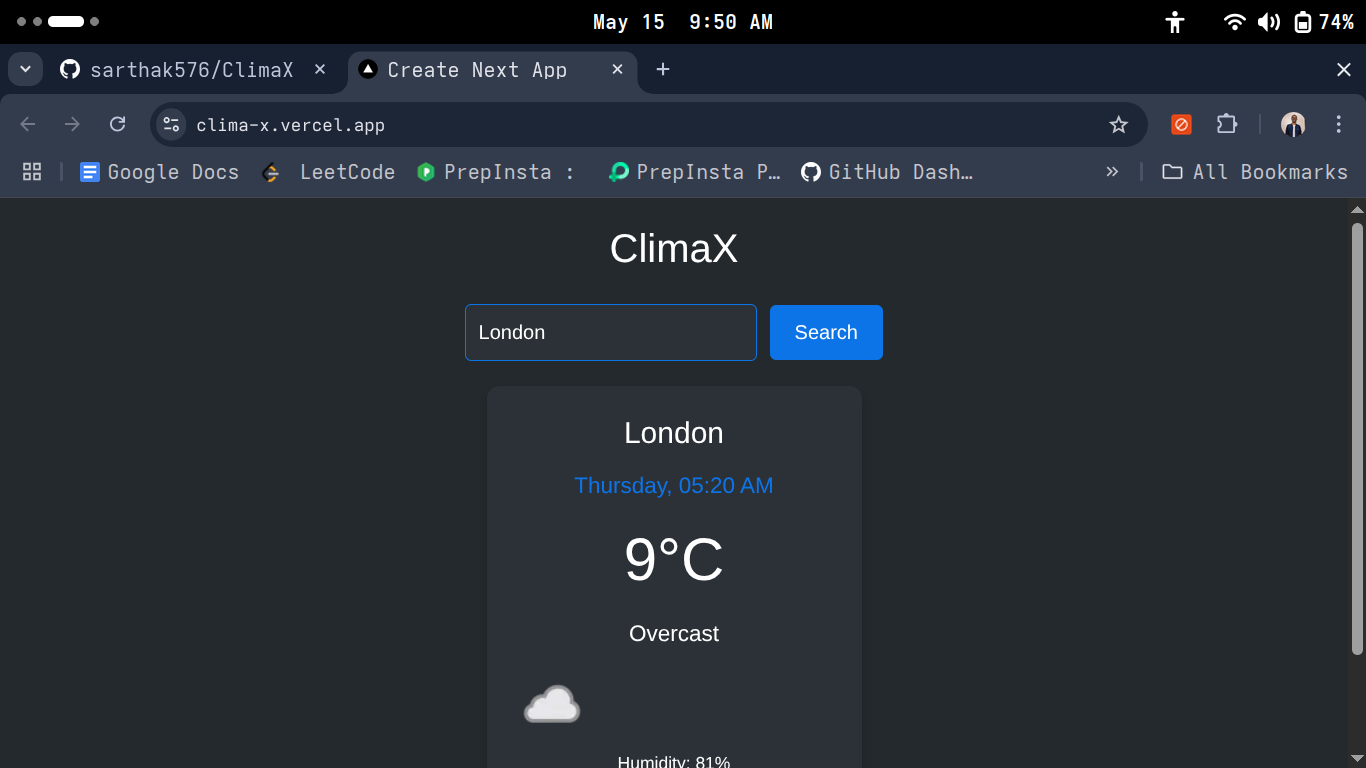 May 15 9:50 AM
74%
sarthak576/ClimaX
Create Next App
clima-x.vercel.app
Google Docs
LeetCode
PrepInsta :
PrepInsta P…
GitHub Dash…
All Bookmarks
ClimaX
London
Search
London
Thursday, 05:20 AM
9°C
Overcast
Humidity: 81%